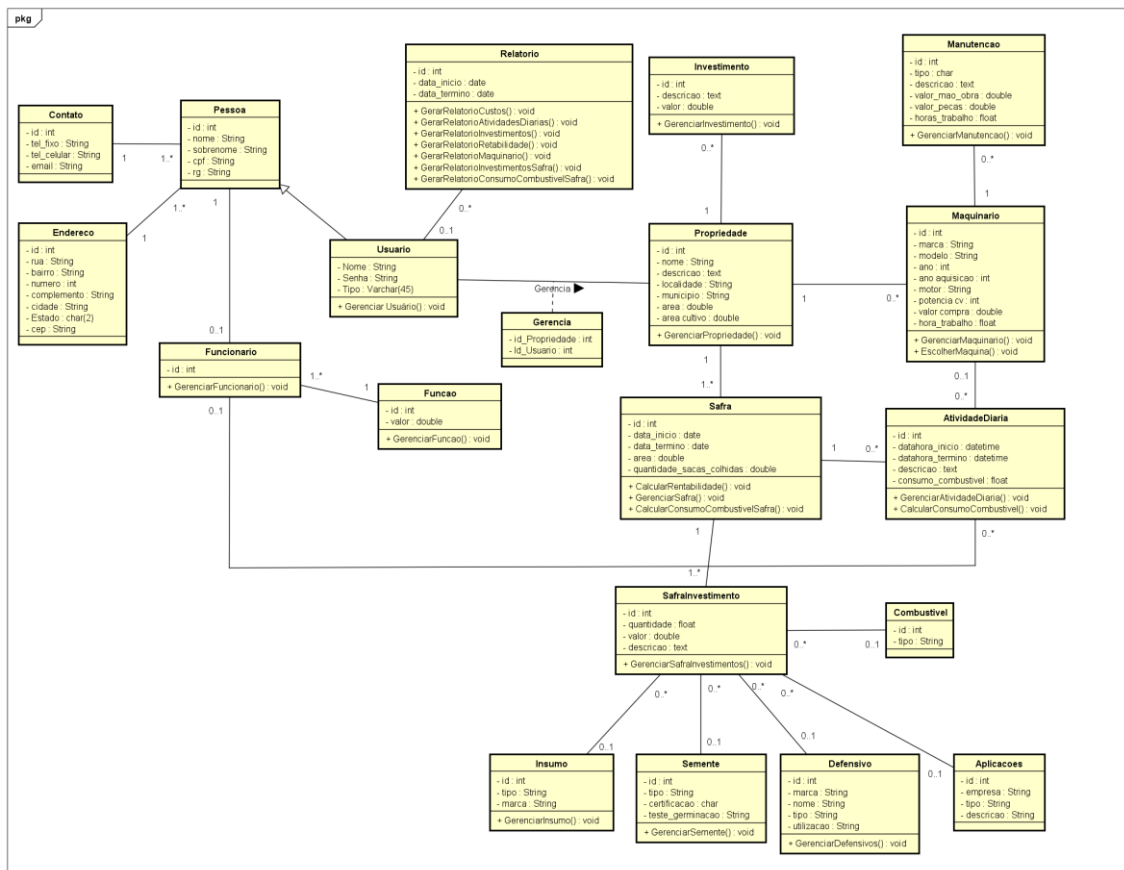 pkg
Relatorio
- id : int
- data_inicio : date
- data_termino : date
+ GerarRelatorioCustos() : void
+ GerarRelatorioAtividadesDiarias() : void
+ GerarRelatorioInvestimentos() : void
+ GerarRelatorioRetabilidade() : void
+ GerarRelatorioMaquinario() : void
+ GerarRelatorioInvestimentosSafra() : void
+ GerarRelatorioConsumoCombustivelSafra() : void
0..*
0..1
Investimento
- id : int
- descricao : text
- valor : double
+ GerenciarInvestimento() : void
0..*
1
Manutencao
- id : int
- tipo : char
- descricao : text
- valor_mao_obra : double
- valor_pecas : double
- horas_trabalho : float
+ GerenciarManutencao() : void
0..*
1
Contato
- id : int
- tel_fixo : String
- tel_celular : String
- email : String
1
1..*
Pessoa
- id : int
- nome : String
- sobrenome : String
- cpf : String
- rg : String
1..*
1
1
0..1
Endereco
- id : int
- rua : String
- bairro : String
- numero : int
- complemento : String
- cidade : String
- Estado : char(2)
- cep : String
Usuario
- Nome : String
- Senha : String
- Tipo : Varchar(45)
+ Gerenciar Usuário() : void
Gerencia
Gerencia
- id_Propriedade : int
- Id_Usuario : int
Propriedade
- id : int
- nome : String
- descricao : text
- localidade : String
- municipio : String
- area : double
- area cultivo : double
+ GerenciarPropriedade() : void
1
0..*
1
1..*
Maquinario
- id : int
- marca : String
- modelo : String
- ano : int
- ano aquisicao : int
- motor : String
- potencia cv : int
- valor compra : double
- hora_trabalho : float
+ GerenciarMaquinario() : void
+ EscolherMaquina() : void
0..1
0..*
Funcionario
- id : int
+ GerenciarFuncionario() : void
1..*
1
0..1
Funcao
- id : int
- valor : double
+ GerenciarFuncao() : void
Safra
- id : int
- data_inicio : date
- data_termino : date
- area : double
- quantidade_sacas_colhidas : double
+ CalcularRentabilidade() : void
+ GerenciarSafra() : void
+ CalcularConsumoCombustivelSafra() : void
1
0..*
1
1..*
AtividadeDiaria
- id : int
- datahora_inicio : datetime
- datahora_termino : datetime
- descricao : text
- consumo_combustivel : float
+ GerenciarAtividadeDiaria() : void
+ CalcularConsumoCombustivel() : void
0..*
SafraInvestimento
- id : int
- quantidade : float
- valor : double
- descricao : text
+ GerenciarSafraInvestimentos() : void
0..*
0..1
Combustivel
- id : int
- tipo : String
0..*
0..*
0..*
0..*
0..1
0..1
0..1
0..1
Insumo
- id : int
- tipo : String
- marca : String
+ GerenciarInsumo() : void
Semente
- id : int
- tipo : String
- certificacao : char
- teste_germinacao : String
+ GerenciarSemente() : void
Defensivo
- id : int
- marca : String
- nome : String
- tipo : String
- utilizacao : String
+ GerenciarDefensivos() : void
Aplicacoes
- id : int
- empresa : String
- tipo : String
- descricao : String